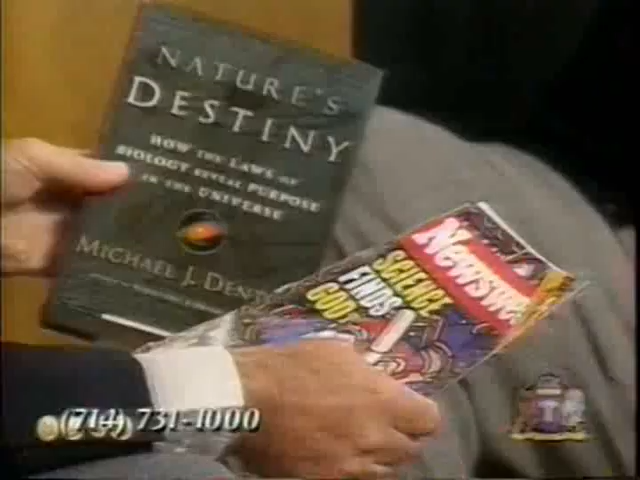 NATURE'S
DESTINY
HOW THE LAWS OF
BIOLOGY REVEAL PURPOSE
IN THE UNIVERSE
MICHAEL J. DENT
Newswe
SCIENCE
FINDS
GOD
(714) 731-1000
T